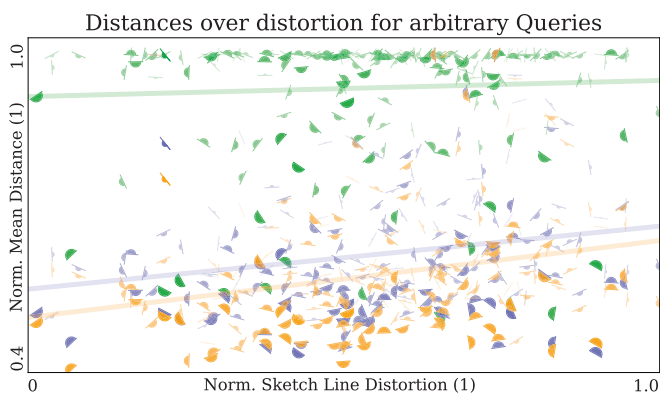 Distances over distortion for arbitrary Queries
Norm. Mean Distance (1)
1.0
0.4
0
Norm. Sketch Line Distortion (1)
1.0